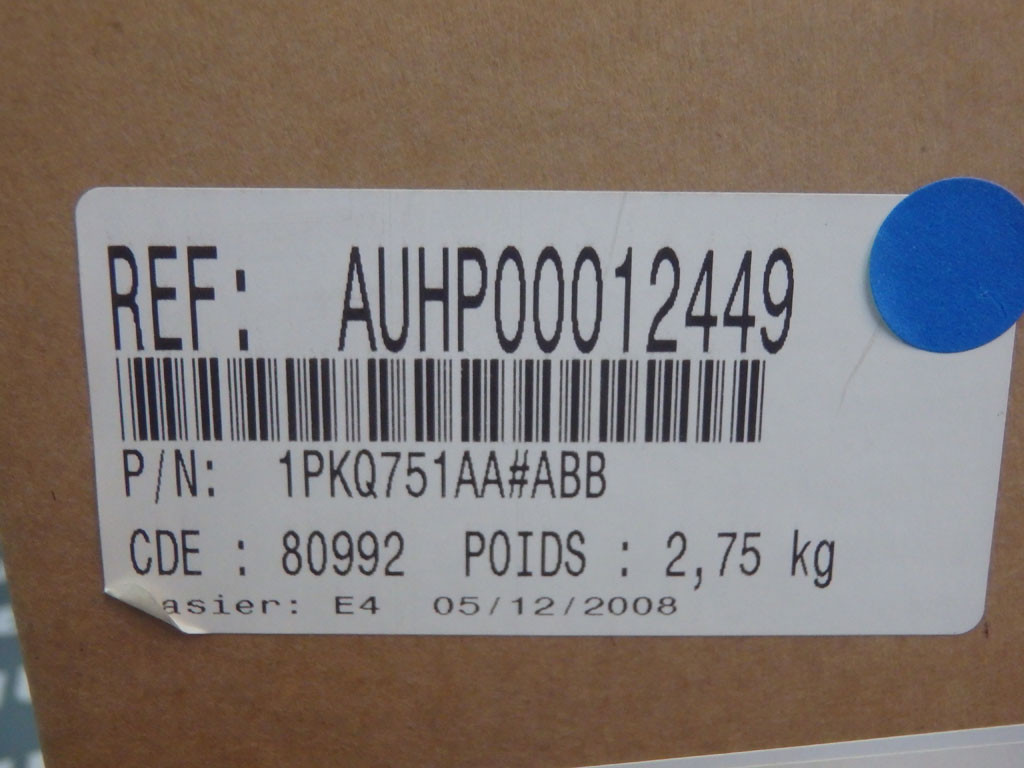 REF: AUHP00012449
P/N: 1PKQ751AA#ABB
CDE : 80992 POIDS : 2,75 kg
asier: E4 05/12/2008